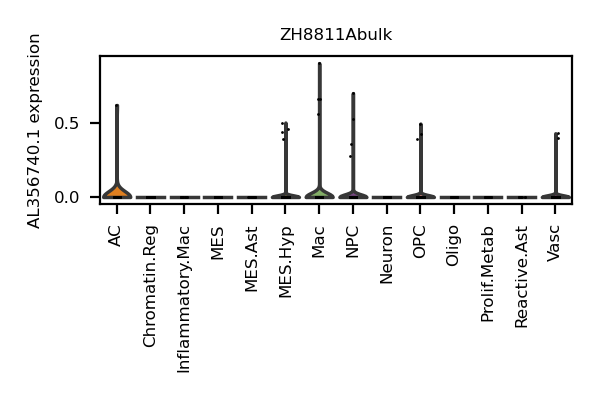 ZH8811Abulk
AL356740.1 expression
0.5
0.0
AC
Chromatin.Reg
Inflammatory.Mac
MES
MES.Ast
MES.Hyp
Mac
NPC
Neuron
OPC
Oligo
Prolif.Metab
Reactive.Ast
Vasc